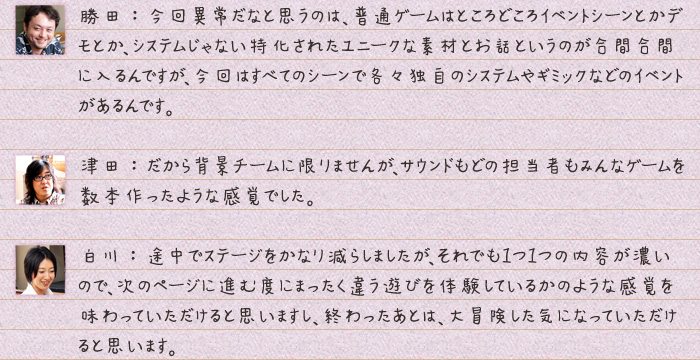 勝田：今回異常だなと思うのは、普通ゲームはところどころイベントシーンとかデ
モとか、システムじゃない特化されたユニークな素材とお話というのが合間合間
に入るんですが、今回はすべてのシーンで各々独自のシステムやギミックなどのイベント
があるんです。
津田：だから背景チームに限りませんが、サウンドもどの担当者もみんなゲームを
数本作ったような感覚でした。
白川：途中でステージをかなり減らしましたが、それでも1つ1つの内容が濃い
ので、次のページに進む度にまったく違う遊びを体験しているかのような感覚を
味わっていただけると思いますし、終わったあとは、大冒険した気になっていただけ
ると思います。